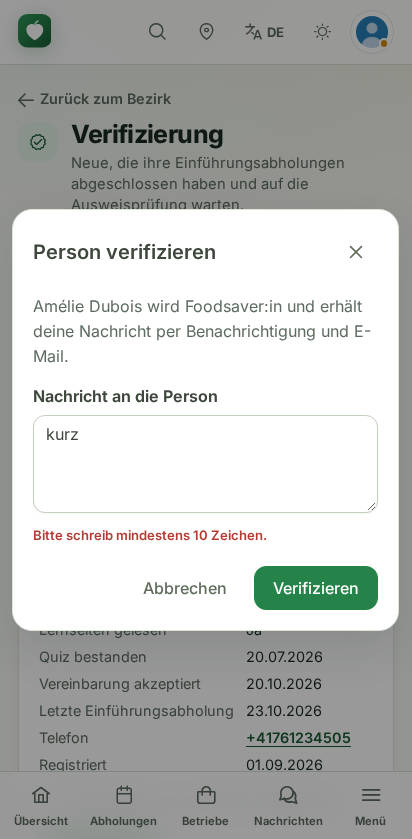 DE
Zurück zum Bezirk
Verifizierung
Neue, die ihre Einführungsabholungen
abgeschlossen haben und auf die
Ausweisprüfung warten.
Person verifizieren
Amélie Dubois wird Foodsaver:in und erhält
deine Nachricht per Benachrichtigung und E-
Mail.
Nachricht an die Person
kurz
Bitte schreib mindestens 10 Zeichen.
Abbrechen Verifizieren
Lernseiten gelesen Ja
Quiz bestanden 20.07.2026
Vereinbarung akzeptiert 20.10.2026
Letzte Einführungsabholung 23.10.2026
Telefon +41761234505
Registriert 01.09.2026
Übersicht Abholungen Betriebe Nachrichten Menü